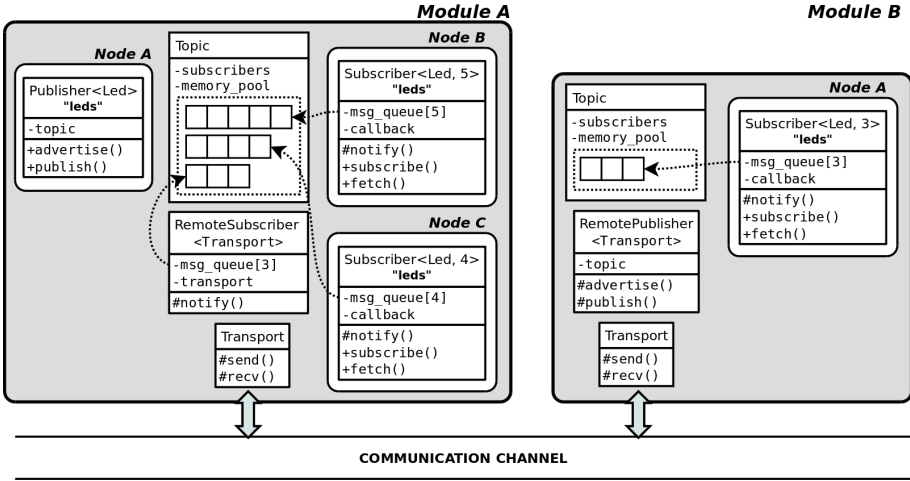 Module A
Node A
Publisher<Led>
"leds"
-topic
+advertise()
+publish()
Topic
-subscribers
-memory_pool
RemoteSubscriber
<Transport>
-msg_queue[3]
-transport
#notify()
Transport
#send()
#recv()
Node B
Subscriber<Led, 5>
"leds"
-msg_queue[5]
-callback
#notify()
+subscribe()
+fetch()
Node C
Subscriber<Led, 4>
"leds"
-msg_queue[4]
-callback
#notify()
+subscribe()
+fetch()
Module B
Topic
-subscribers
-memory_pool
RemotePublisher
<Transport>
-topic
#advertise()
#publish()
Transport
#send()
#recv()
Node A
Subscriber<Led, 3>
"leds"
-msg_queue[3]
-callback
#notify()
+subscribe()
+fetch()
COMMUNICATION CHANNEL